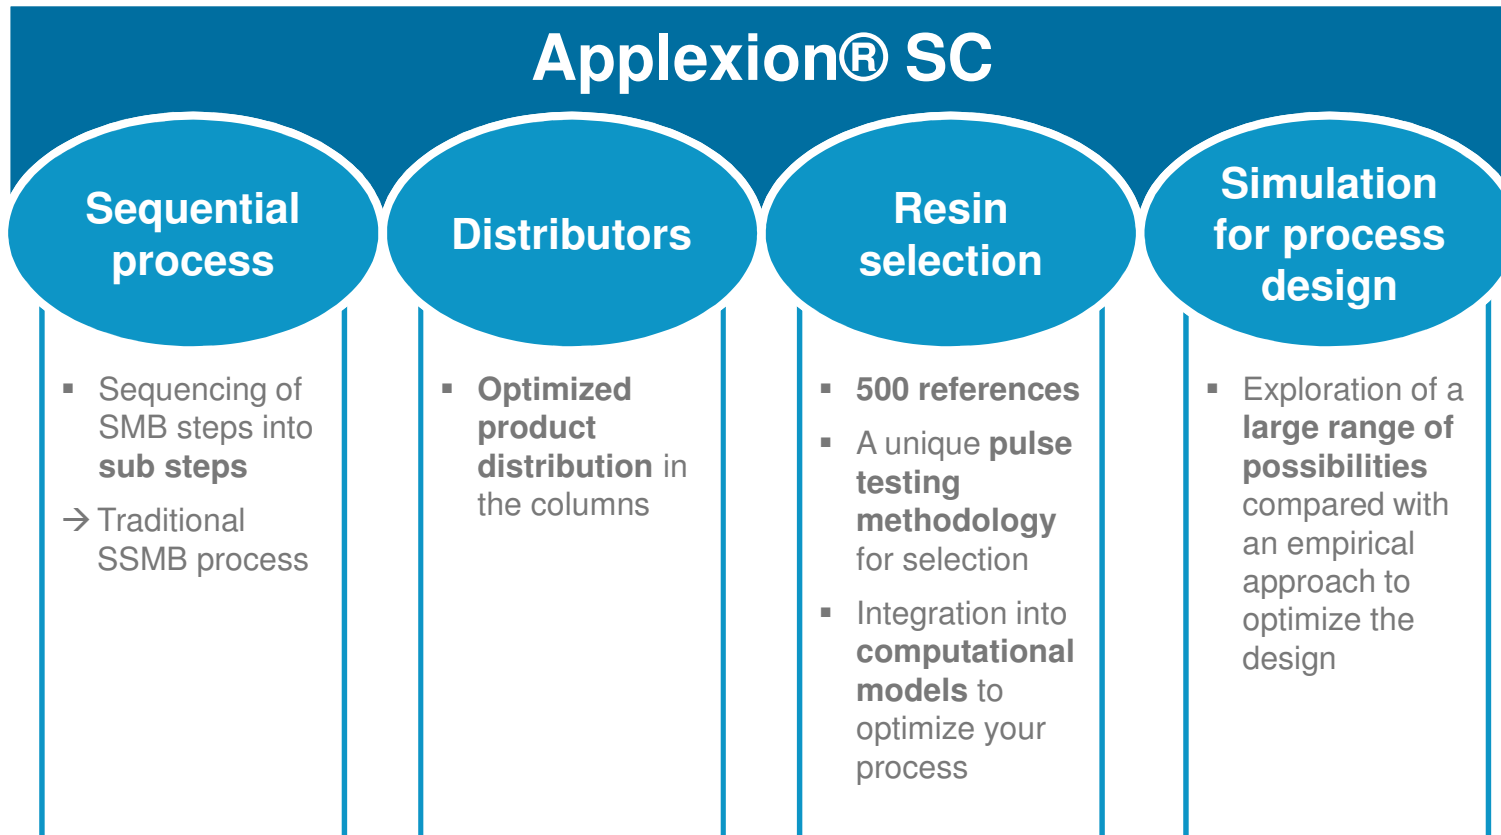 Applexion® SC
Sequential
process
▪ Sequencing of
SMB steps into
sub steps
→ Traditional
SSMB process
Distributors
▪ Optimized
product
distribution in
the columns
Resin
selection
▪ 500 references
▪ A unique pulse
testing
methodology
for selection
▪ Integration into
computational
models to
optimize your
process
Simulation
for process
design
▪ Exploration of a
large range of
possibilities
compared with
an empirical
approach to
optimize the
design